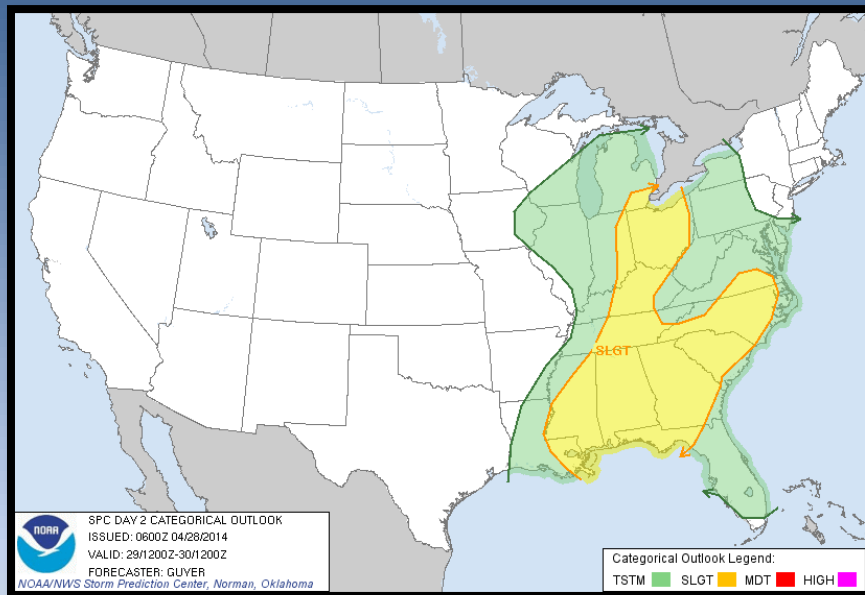 SLGT
NOAA
SPC DAY 2 CATEGORICAL OUTLOOK
ISSUED: 0600Z 04/28/2014
VALID: 29/1200Z-30/1200Z
FORECASTER: GUYER
NOAA/NWS Storm Prediction Center, Norman, Oklahoma
Categorical Outlook Legend:
TSTM SLGT MDT HIGH